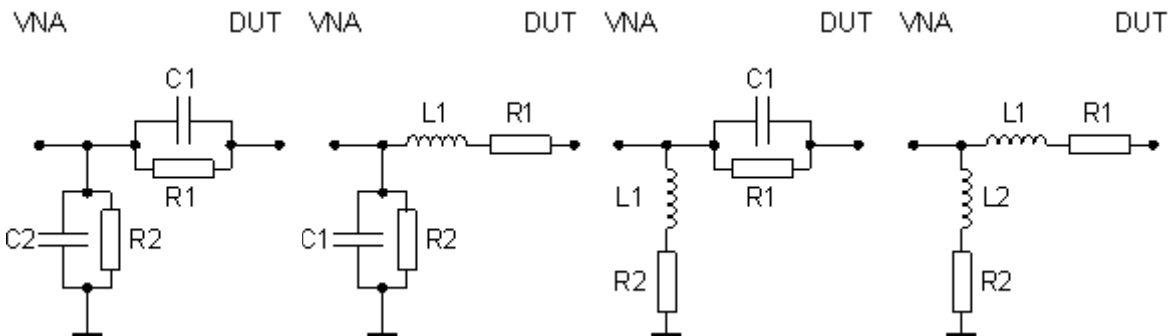 VNA DUT VNA DUT VNA DUT VNA DUT
C1 L1 R1 C1 L1 R1
R1 R1
C2 R2 C1 R2 L1 L2
R2 R2